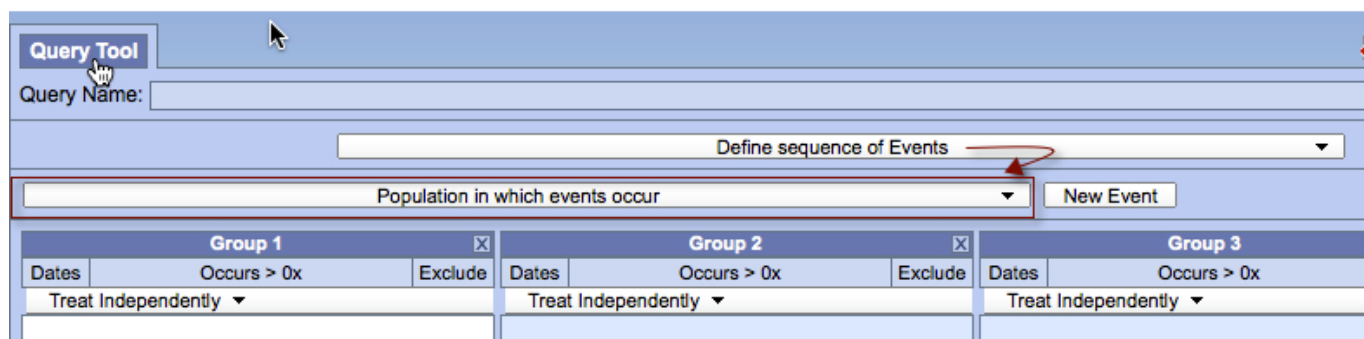 Query Tool
Query Name:
Define sequence of Events
Population in which events occur New Event
Group 1 X Group 2 X Group 3
Dates Occurs > 0x Exclude Dates Occurs > 0x Exclude Dates Occurs > 0x
Treat Independently Treat Independently Treat Independently